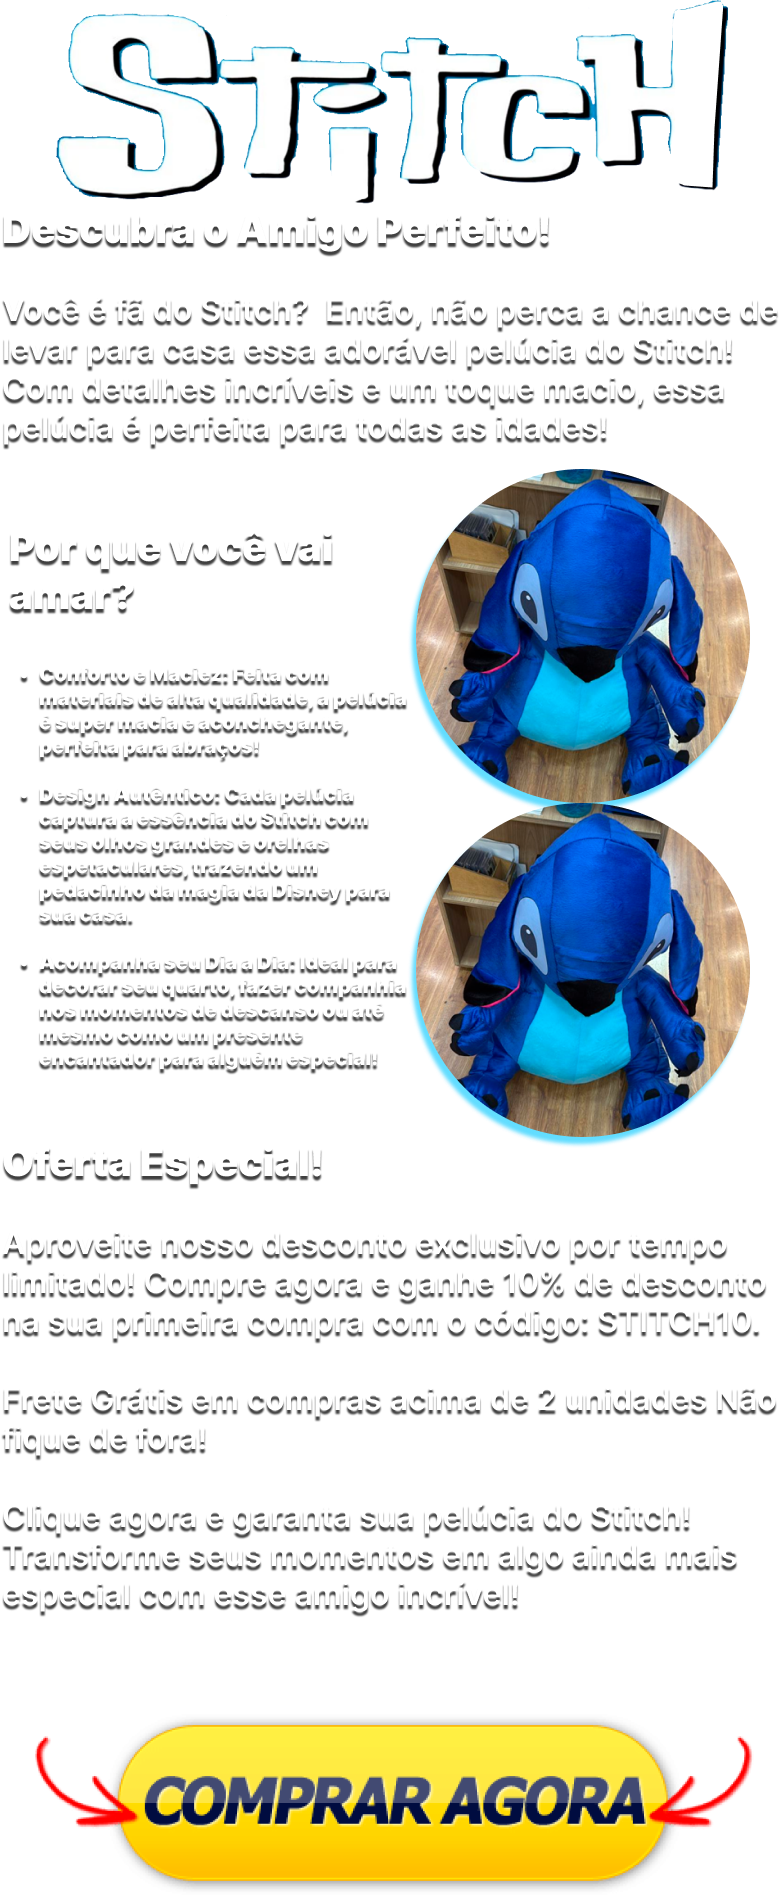 Stitch
Descubra o Amigo Perfeito!
Você é fã do Stitch? Então, não perca a chance de
levar para casa essa adorável pelúcia do Stitch!
Com detalhes incríveis e um toque macio, essa
pelúcia é perfeita para todas as idades!
Por que você vai
amar?
• Conforto e Maciez: Feita com
materiais de alta qualidade, a pelúcia
é super macia e aconchegante,
perfeita para abraços!
• Design Autêntico: Cada pelúcia
captura a essência do Stitch com
seus olhos grandes e orelhas
espetaculares, trazendo um
pedacinho da magia da Disney para
sua casa.
• Acompanha seu Dia a Dia: Ideal para
decorar seu quarto, fazer companhia
nos momentos de descanso ou até
mesmo como um presente
encantador para alguém especial!
Oferta Especial!
Aproveite nosso desconto exclusivo por tempo
limitado! Compre agora e ganhe 10% de desconto
na sua primeira compra com o código: STITCH10.
Frete Grátis em compras acima de 2 unidades Não
fique de fora!
Clique agora e garanta sua pelúcia do Stitch!
Transforme seus momentos em algo ainda mais
especial com esse amigo incrível!
COMPRAR AGORA